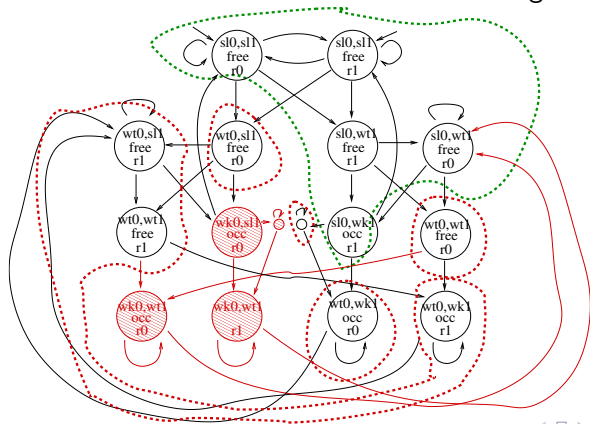 sl0,sl1
free
r0
sl0,sl1
free
r1
wt0,sl1
free
r1
wt0,sl1
free
r0
sl0,wt1
free
r1
sl0,wt1
free
r0
wt0,wt1
free
r1
wk0,sl1
occ
r0
sl0,wk1
occ
r1
wt0,wt1
free
r0
wk0,wt1
occ
r0
wk0,wt1
r1
wt0,wk1
occ
r0
wt0,wk1
occ
r1